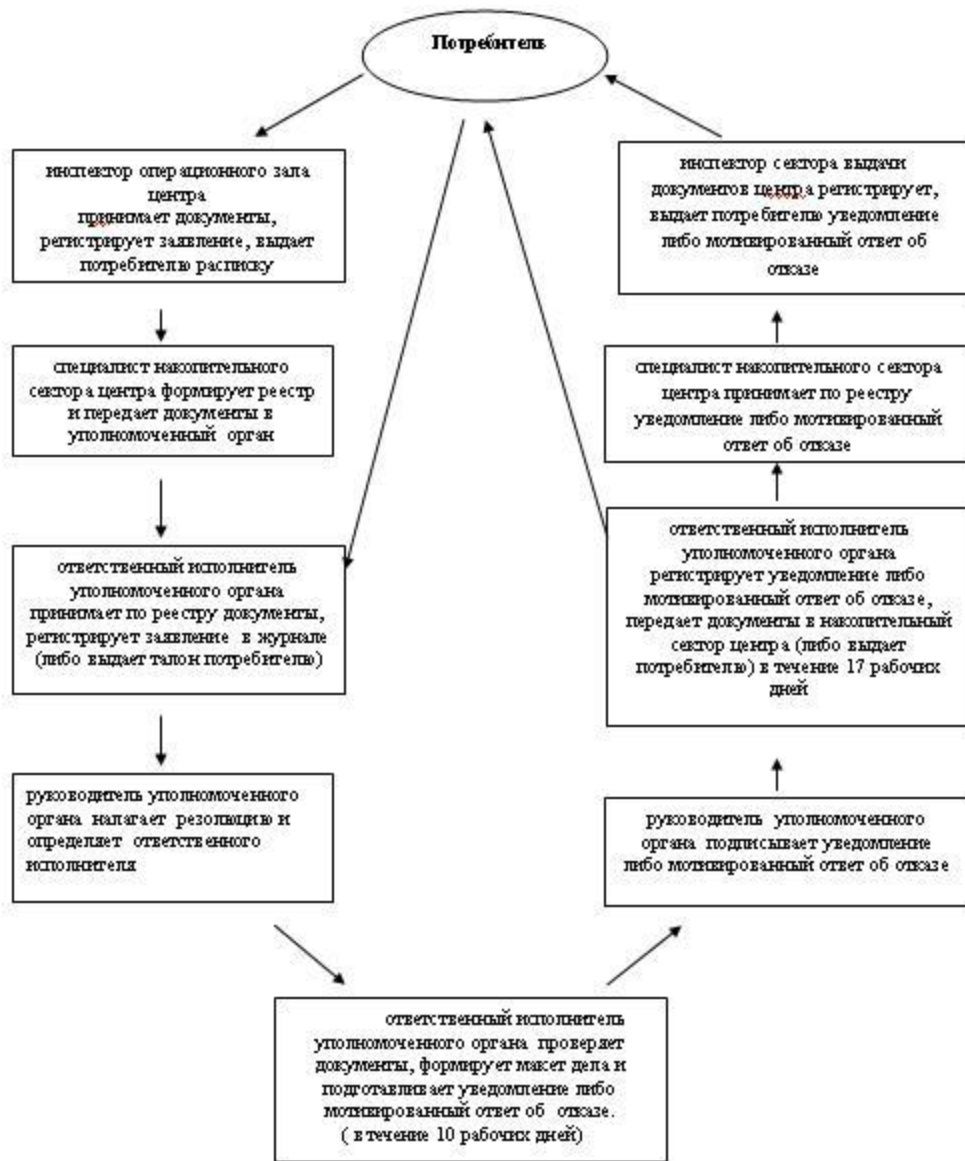 Потребитель
инспектор операционного зала
центра
принимает документы,
регистрирует заявление, выдает
потребителю расписку
специалист накопительного
сектора центра формирует реестр
и передает документы в
уполномоченный орган
ответственный исполнитель
уполномоченного органа
принимает по реестру документы,
регистрирует заявление в журнале
(либо выдает талон потребителю)
руководитель уполномоченного
органа налагает резолюцию и
определяет ответственного
исполнителя
ответственный исполнитель
уполномоченного органа проверяет
документы, формирует макет дела и
подготавливает уведомление либо
мотивированный ответ об отказе.
( в течение 10 рабочих дней)
руководитель уполномоченного
органа подписывает уведомление
либо мотивированный ответ об отказе
ответственный исполнитель
уполномоченного органа
регистрирует уведомление либо
мотивированный ответ об отказе,
передает документы в накопительный
сектор центра (либо выдает
потребителю) в течение 17 рабочих
дней
специалист накопительного сектора
центра принимает по реестру
уведомление либо мотивированный
ответ об отказе
инспектор сектора выдачи
документов центра регистрирует,
выдает потребителю уведомление
либо мотивированный ответ об
отказе